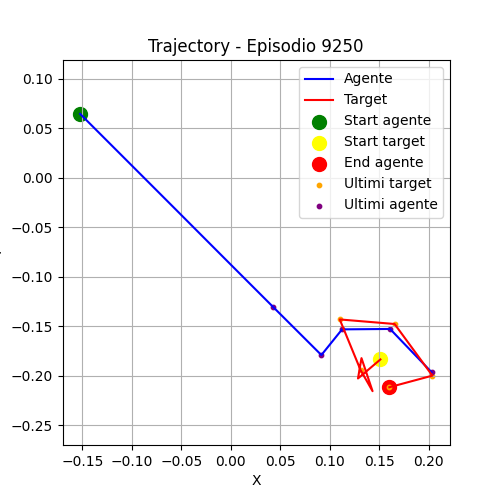 Trajectory - Episodio 9250
0.10
0.05
0.00
−0.05
−0.10
−0.15
−0.20
−0.25
Agente
Target
Start agente
Start target
End agente
Ultimi target
Ultimi agente
−0.15 −0.10 −0.05 0.00 0.05 0.10 0.15 0.20
X